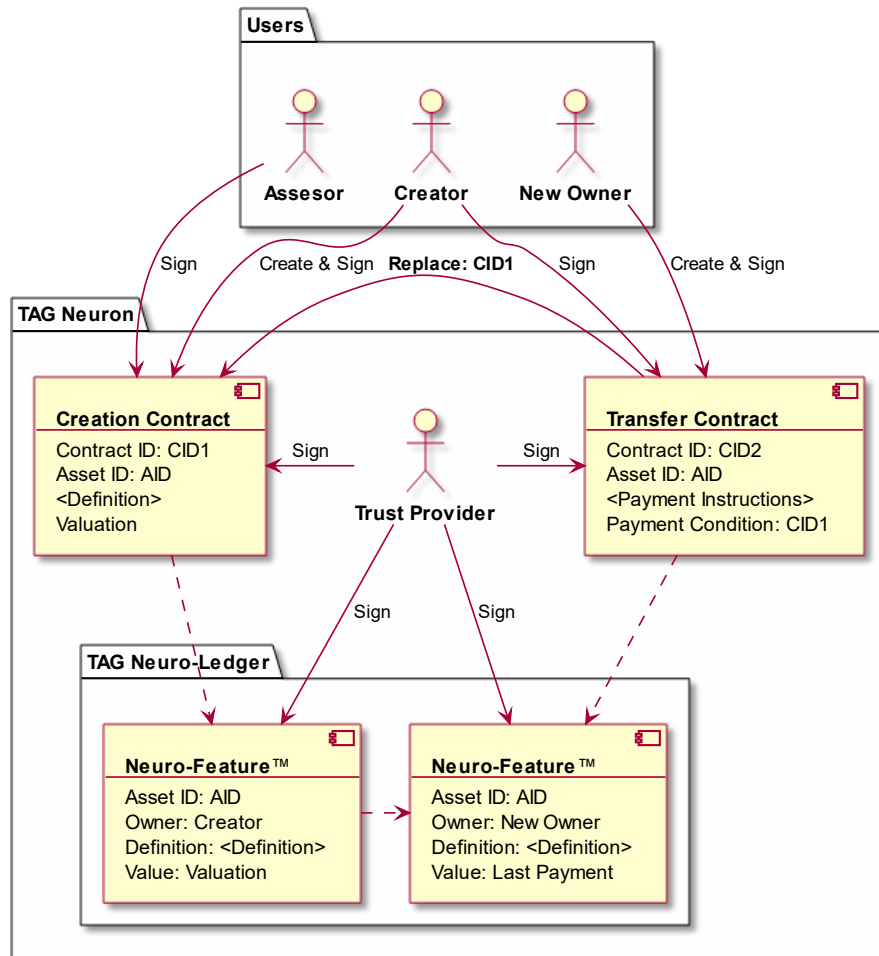 Users
Assesor
Creator
New Owner
Sign
Create & Sign
Replace: CID1
Sign
Create & Sign
TAG Neuron
Creation Contract
Contract ID: CID1
Asset ID: AID
<Definition>
Valuation
Sign
Trust Provider
Sign
Transfer Contract
Contract ID: CID2
Asset ID: AID
<Payment Instructions>
Payment Condition: CID1
Sign
Sign
TAG Neuro-Ledger
Neuro-Feature™
Asset ID: AID
Owner: Creator
Definition: <Definition>
Value: Valuation
Neuro-Feature™
Asset ID: AID
Owner: New Owner
Definition: <Definition>
Value: Last Payment